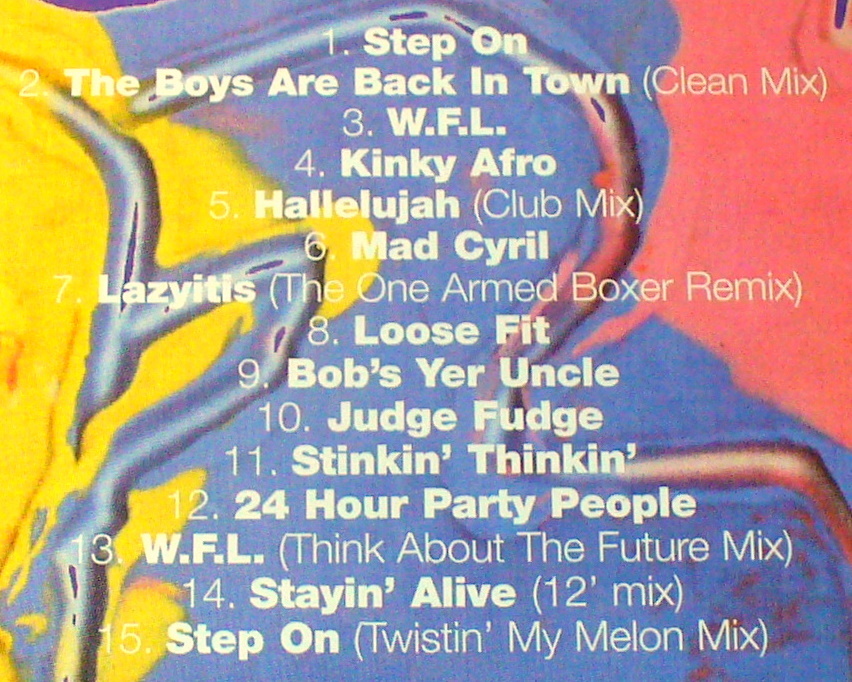 1. Step On
2. The Boys Are Back In Town (Clean Mix)
3. W.F.L.
4. Kinky Afro
5. Hallelujah (Club Mix)
6. Mad Cyril
7. Lazyitis (The One Armed Boxer Remix)
8. Loose Fit
9. Bob's Yer Uncle
10. Judge Fudge
11. Stinkin' Thinkin'
12. 24 Hour Party People
13. W.F.L. (Think About The Future Mix)
14. Stayin' Alive (12' mix)
15. Step On (Twistin' My Melon Mix)